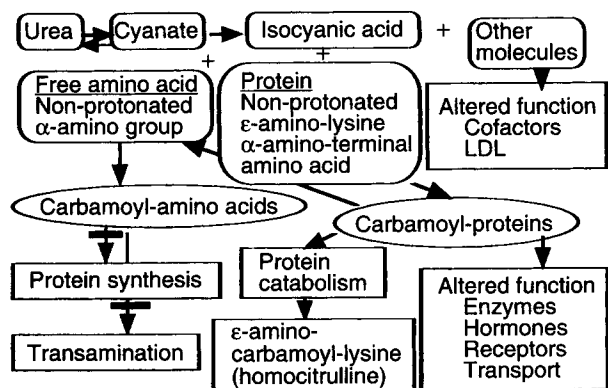 Urea
Cyanate
Isocyanic acid
+
Other
molecules
+
+
Free amino acid
Non-protonated
α-amino group
Protein
Non-protonated
ε-amino-lysine
α-amino-terminal
amino acid
Altered function
Cofactors
LDL
Carbamoyl-amino acids
Carbamoyl-proteins
Protein synthesis
Protein
catabolism
Altered function
Enzymes
Hormones
Receptors
Transport
Transamination
ε-amino-
carbamoyl-lysine
(homocitrulline)